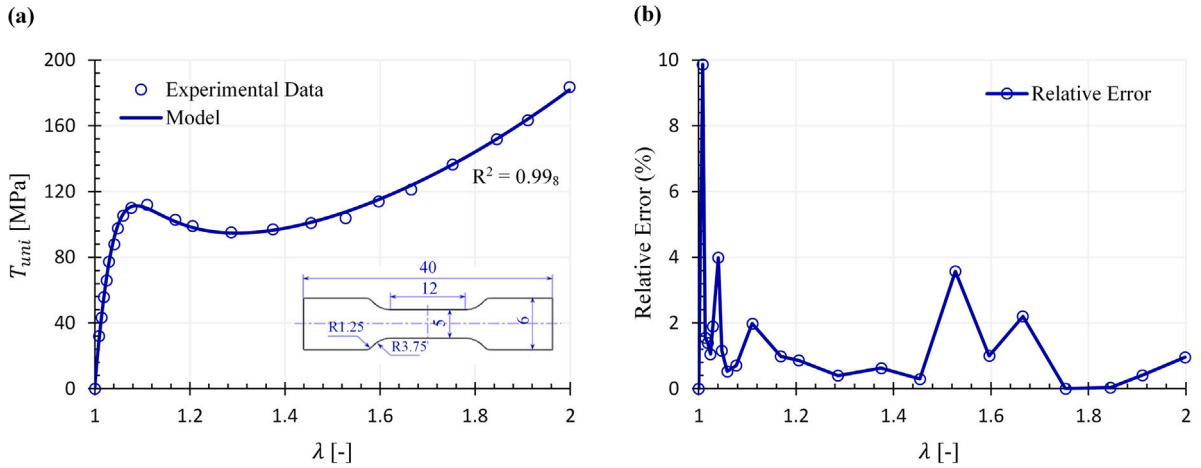 (a)
200
160
120
80
40
0
T_uni [MPa]
Experimental Data
Model
R² = 0.99₈
40
12
5
6
R1.25
R3.75
1
1.2
1.4
1.6
1.8
2
λ [-]
(b)
10
8
6
4
2
0
Relative Error (%)
Relative Error
1
1.2
1.4
1.6
1.8
2
λ [-]